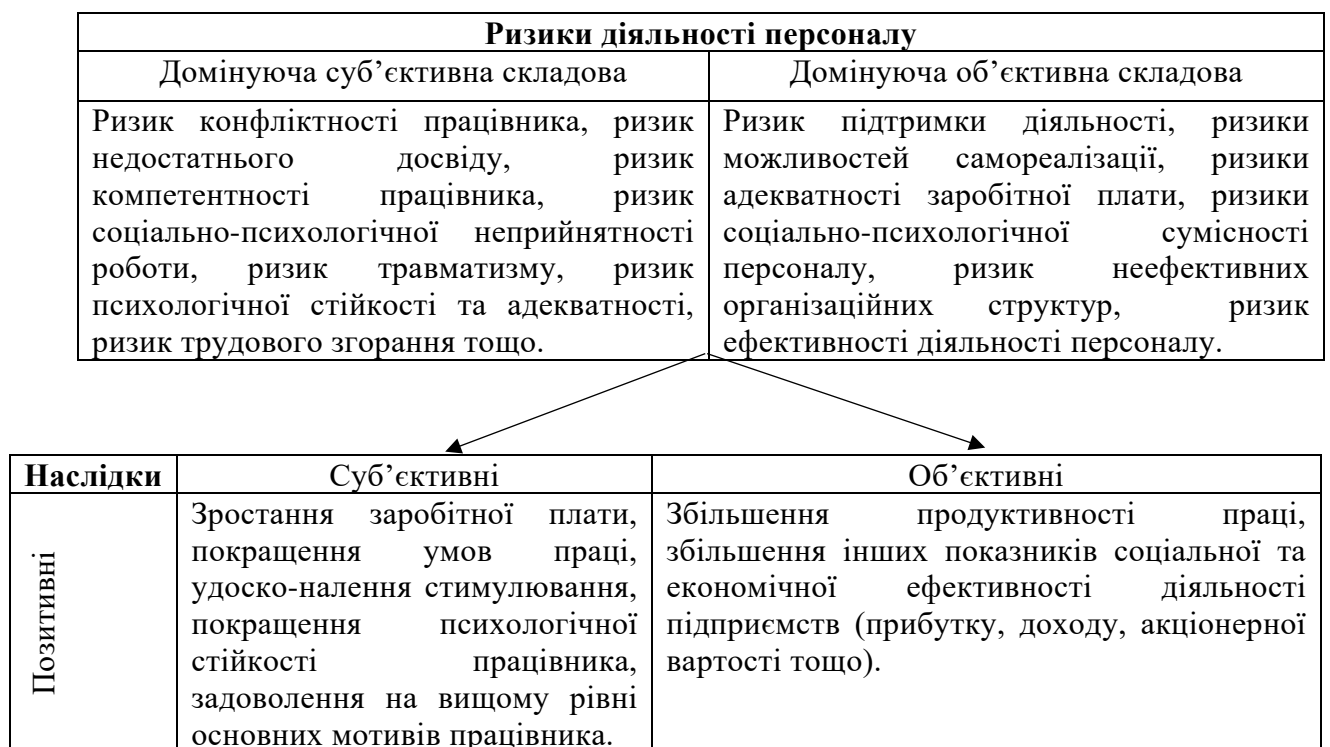 Ризики діяльності персоналу
Домінуюча суб’єктивна складова
Домінуюча об’єктивна складова
Ризик конфліктності працівника, ризик
недостатнього досвіду, ризик
компетентності працівника, ризик
соціально-психологічної неприйнятності
роботи, ризик травматизму, ризик
психологічної стійкості та адекватності,
ризик трудового згорання тощо.
Ризик підтримки діяльності, ризики
можливостей самореалізації, ризики
адекватності заробітної плати, ризики
соціально-психологічної сумісності
персоналу, ризик неефективних
організаційних структур, ризик
ефективності діяльності персоналу.
Наслідки
Суб’єктивні
Об’єктивні
Позитивні
Зростання заробітної плати,
покращення умов праці,
удоско-налення стимулювання,
покращення психологічної
стійкості працівника,
задоволення на вищому рівні
основних мотивів працівника.
Збільшення продуктивності праці,
збільшення інших показників соціальної та
економічної ефективності діяльності
підприємств (прибутку, доходу, акціонерної
вартості тощо).